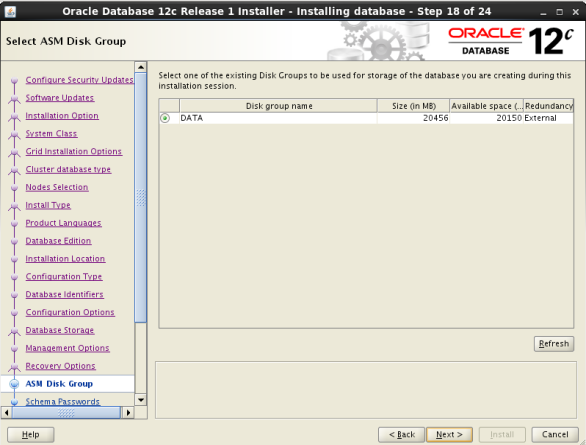 Oracle Database 12c Release 1 Installer - Installing database - Step 18 of 24
Select ASM Disk Group
ORACLE
DATABASE
12c
Configure Security Updates
Software Updates
Installation Option
System Class
Grid Installation Options
Cluster database type
Nodes Selection
Install Type
Product Languages
Database Edition
Installation Location
Configuration Type
Database Identifiers
Configuration Options
Database Storage
Management Options
Recovery Options
ASM Disk Group
Schema Passwords
Select one of the existing Disk Groups to be used for storage of the database you are creating during this
installation session.
Disk group name Size (in MB) Available space (... Redundancy
DATA 20456 20150 External
Refresh
Help < Back Next > Install Cancel